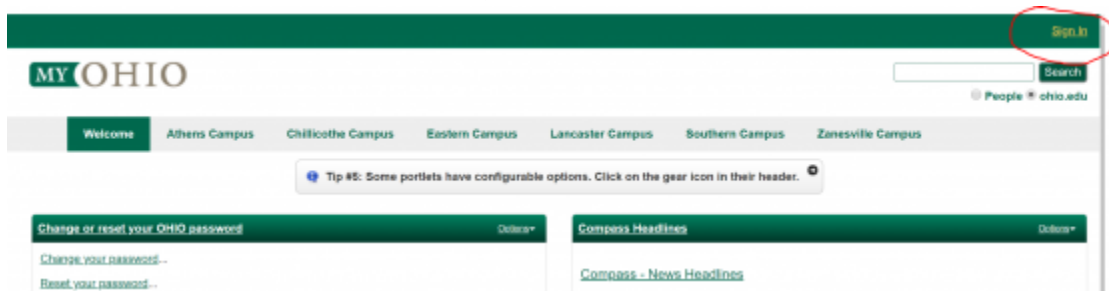 Sign In
MY OHIO
Search
People ohio.edu
Welcome Athens Campus Chillicothe Campus Eastern Campus Lancaster Campus Southern Campus Zanesville Campus
Tip #5: Some portlets have configurable options. Click on the gear icon in their header.
Change or reset your OHIO password Options
Compass Headlines Options
Change your password...
Reset your password...
Compass - News Headlines